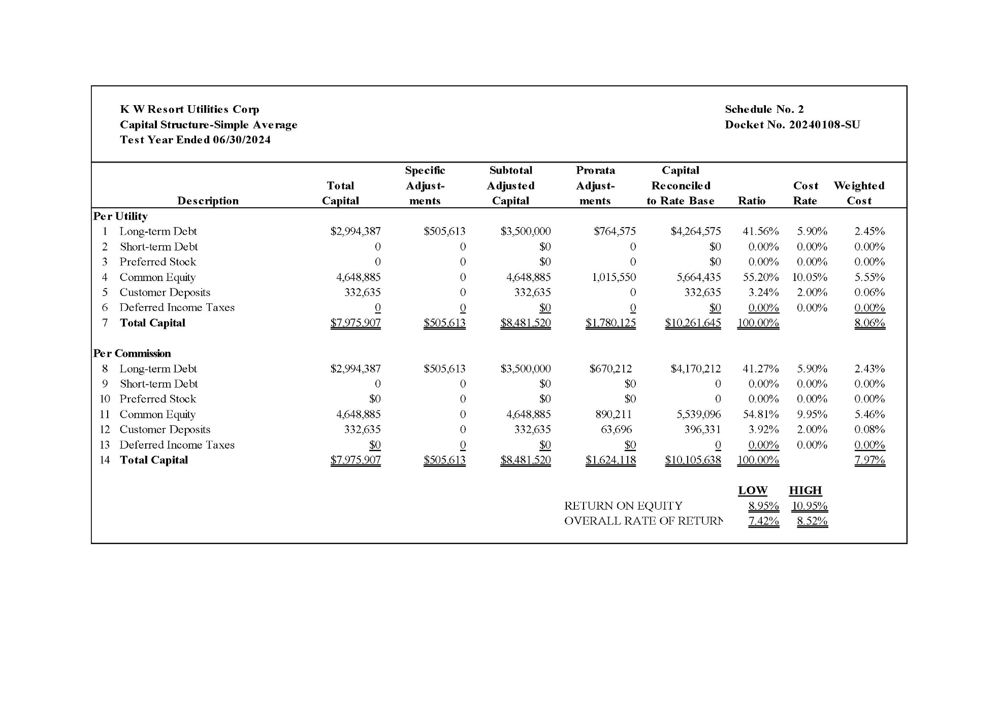 K W Resort Utilities Corp Schedule No. 2
Capital Structure-Simple Average Docket No. 20240108-SU
Test Year Ended 06/30/2024
Specific Subtotal Prorata Capital
Total Adjust- Adjusted Adjust- Reconciled Cost Weighted
Description Capital ments Capital ments to Rate Base Ratio Rate Cost
Per Utility
1 Long-term Debt $2,994,387 $505,613 $3,500,000 $764,575 $4,264,575 41.56% 5.90% 2.45%
2 Short-term Debt 0 0 $0 0 $0 0.00% 0.00% 0.00%
3 Preferred Stock 0 0 $0 0 $0 0.00% 0.00% 0.00%
4 Common Equity 4,648,885 0 4,648,885 1,015,550 5,664,435 55.20% 10.05% 5.55%
5 Customer Deposits 332,635 0 332,635 0 332,635 3.24% 2.00% 0.06%
6 Deferred Income Taxes 0 0 $0 0 $0 0.00% 0.00% 0.00%
7 Total Capital $7,975,907 $505,613 $8,481,520 $1,780,125 $10,261,645 100.00% 8.06%
Per Commission
8 Long-term Debt $2,994,387 $505,613 $3,500,000 $670,212 $4,170,212 41.27% 5.90% 2.43%
9 Short-term Debt 0 0 $0 $0 0 0.00% 0.00% 0.00%
10 Preferred Stock $0 0 $0 $0 0 0.00% 0.00% 0.00%
11 Common Equity 4,648,885 0 4,648,885 890,211 5,539,096 54.81% 9.95% 5.46%
12 Customer Deposits 332,635 0 332,635 63,696 396,331 3.92% 2.00% 0.08%
13 Deferred Income Taxes $0 0 $0 $0 0 0.00% 0.00% 0.00%
14 Total Capital $7,975,907 $505,613 $8,481,520 $1,624,118 $10,105,638 100.00% 7.97%
LOW HIGH
RETURN ON EQUITY 8.95% 10.95%
OVERALL RATE OF RETURN 7.42% 8.52%